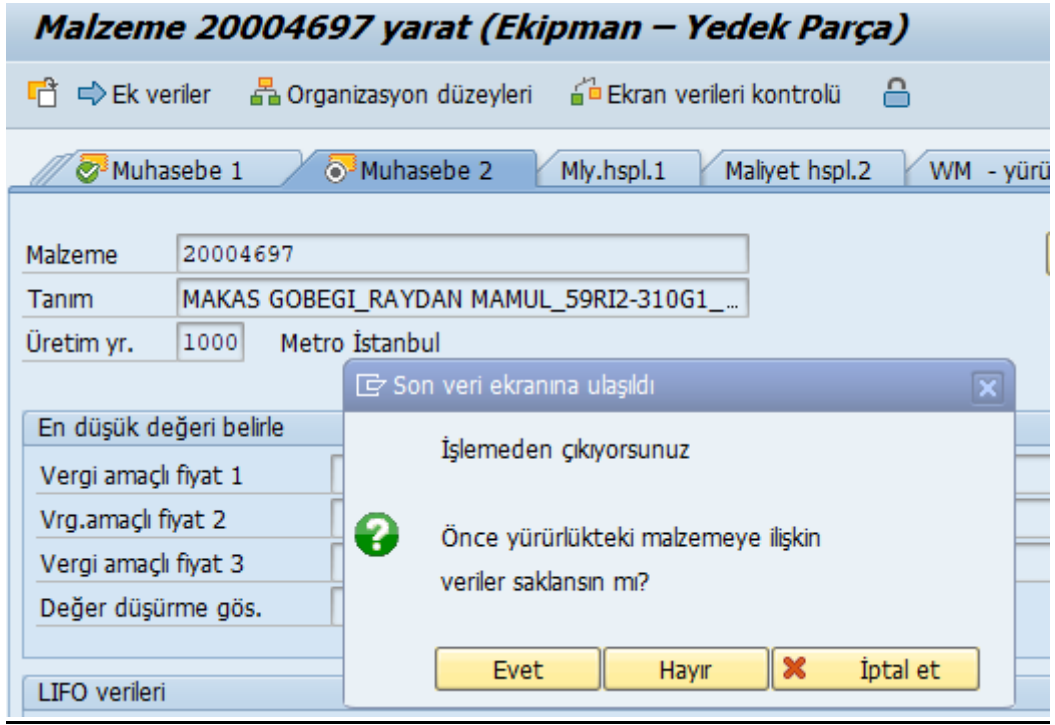 Malzeme 20004697 yarat (Ekipman – Yedek Parça)
Ek veriler Organizasyon düzeyleri Ekran verileri kontrolü
Muhasebe 1 Muhasebe 2 Mly.hspl.1 Maliyet hspl.2 WM - yürü
Malzeme 20004697
Tanım MAKAS GOBEGI_RAYDAN MAMUL_59RI2-310G1_...
Üretim yr. 1000 Metro İstanbul
Son veri ekranına ulaşıldı
En düşük değeri belirle
İşlemeden çıkıyorsunuz
Vergi amaçlı fiyat 1
Vrg.amaçlı fiyat 2
Önce yürürlükteki malzemeye ilişkin
Vergi amaçlı fiyat 3
veriler saklansın mı?
Değer düşürme gös.
Evet Hayır İptal et
LIFO verileri